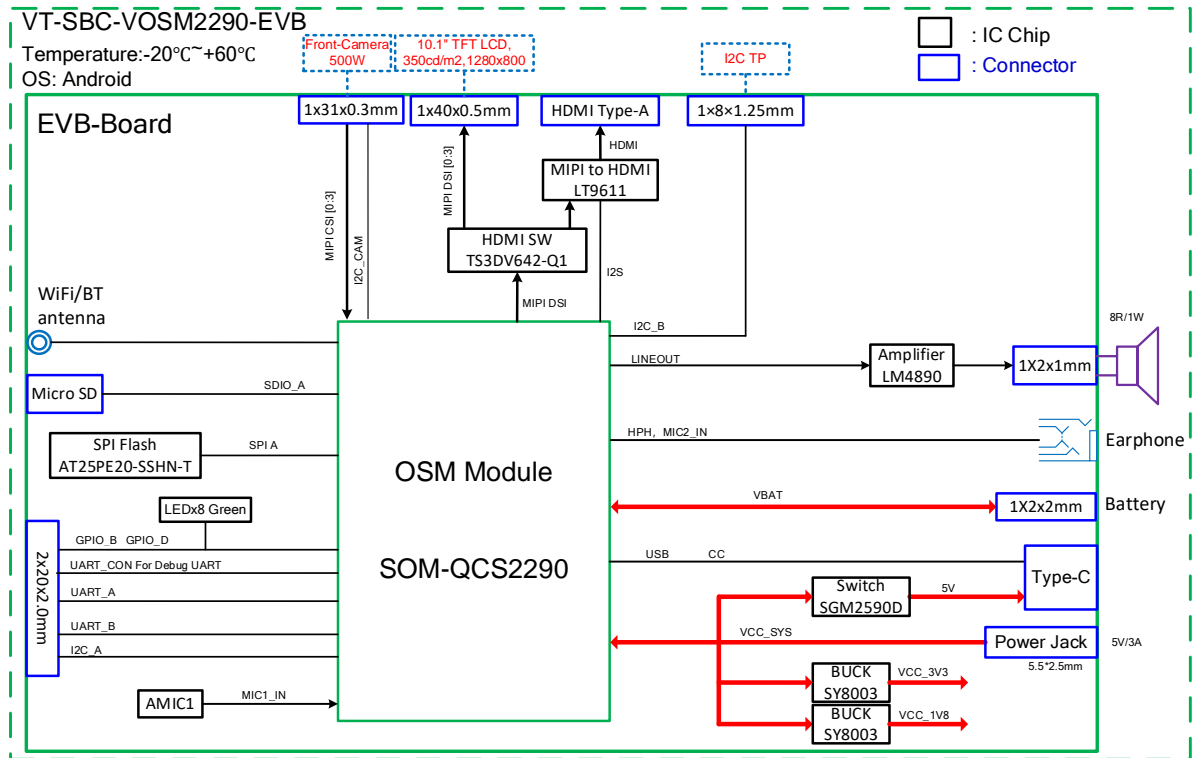 VT-SBC-VOSM2290-EVB
Temperature:-20℃~+60℃
OS: Android
Front-Camera
500W
10.1" TFT LCD,
350cd/m2,1280x800
I2C TP
: IC Chip
: Connector
EVB-Board
1x31x0.3mm
1x40x0.5mm
HDMI Type-A
1×8×1.25mm
HDMI
MIPI to HDMI
LT9611
MIPI CSI [0:3]
I2C_CAM
MIPI DSI [0:3]
HDMI SW
TS3DV642-Q1
I2S
MIPI DSI
WiFi/BT
antenna
I2C_B
8R/1W
LINEOUT
Amplifier
LM4890
1X2x1mm
Micro SD
SDIO_A
SPI Flash
AT25PE20-SSHN-T
SPI A
HPH, MIC2_IN
Earphone
OSM Module
SOM-QCS2290
VBAT
1X2x2mm
Battery
LEDx8 Green
2x20x2.0mm
GPIO_B GPIO_D
UART_CON For Debug UART
UART_A
UART_B
I2C_A
USB CC
Type-C
Switch
SGM2590D
5V
VCC_SYS
Power Jack
5V/3A
5.5*2.5mm
BUCK
SY8003
VCC_3V3
BUCK
SY8003
VCC_1V8
AMIC1
MIC1_IN